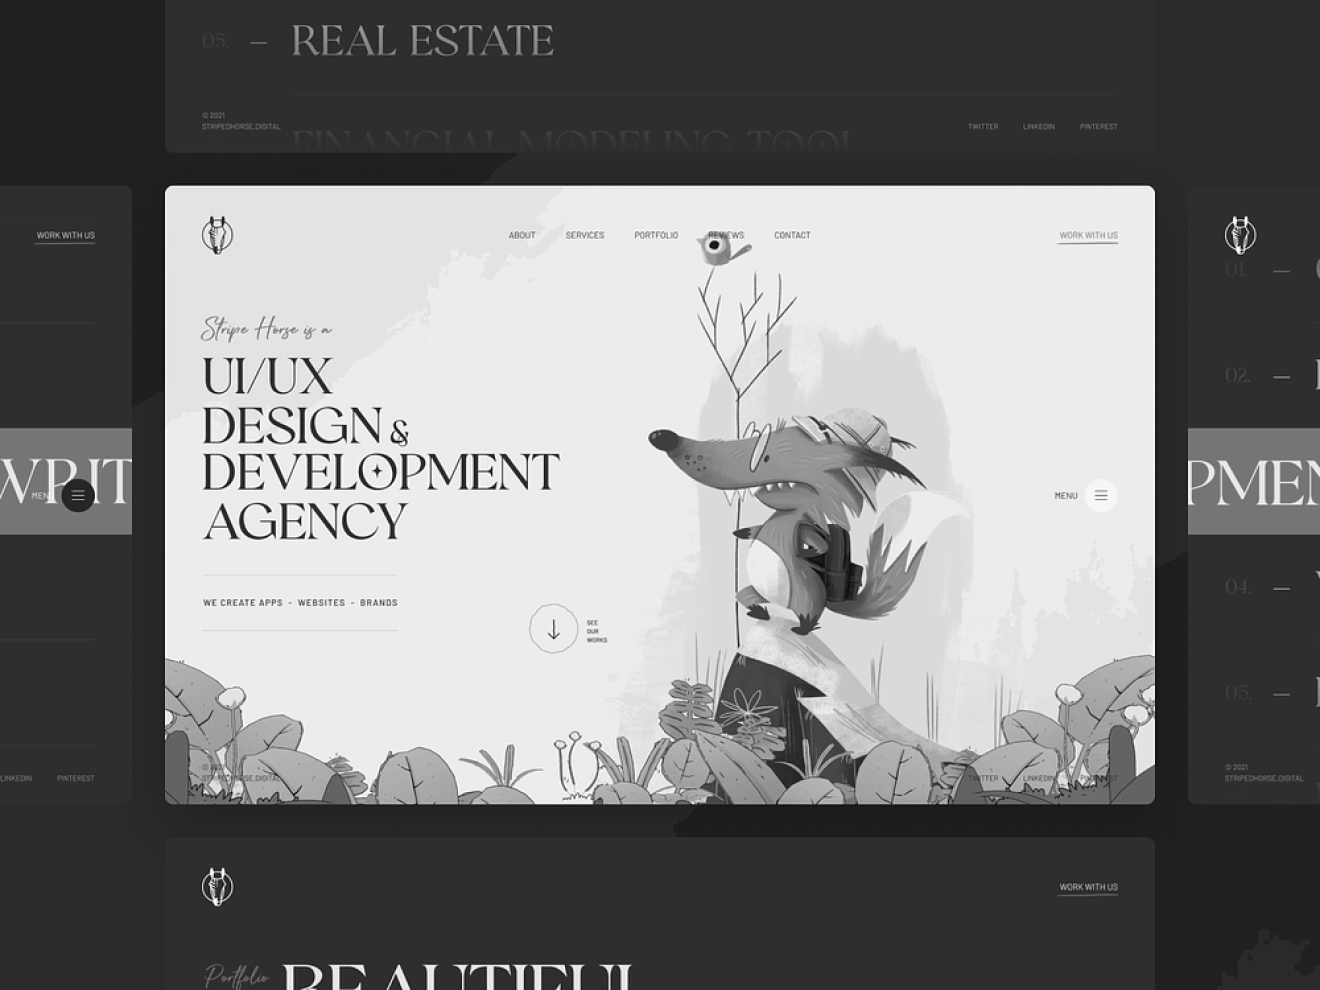 05. — REAL ESTATE
© 2021
STRIPEDHORSE.DIGITAL
FINANCIAL MODELING TOOL
TWITTER LINKEDIN PINTEREST
WORK WITH US
ABOUT SERVICES PORTFOLIO REVIEWS CONTACT
WORK WITH US
01. —
Stripe Horse is a
UI/UX
DESIGN &
DEVELOPMENT
AGENCY
02. —
MENU
MENU
PMEN
WE CREATE APPS - WEBSITES - BRANDS
SEE
OUR
WORKS
04. —
05. —
© 2021
STRIPEDHORSE.DIGITAL
TWITTER LINKEDIN PINTEREST
LINKEDIN PINTEREST
© 2021
STRIPEDHORSE.DIGITAL
WORK WITH US
Portfolio BEAUTIFUL